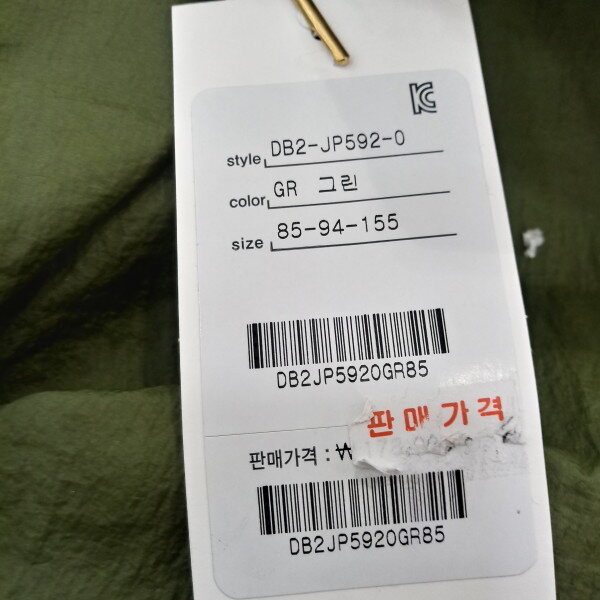 KC
style DB2-JP592-0
color GR 그린
size 85-94-155
DB2JP5920GR85
판매가격
판매가격 : ₩
DB2JP5920GR85